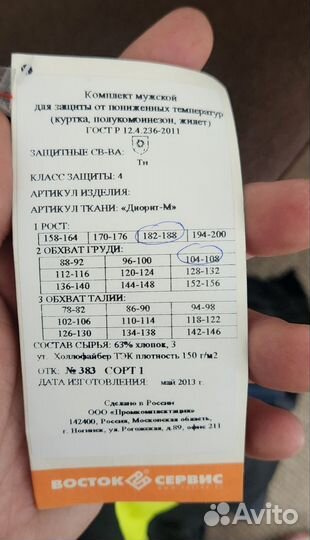 Комплект мужской
для защиты от пониженных температур
(куртка, полукомбинезон, жилет)
ГОСТ Р 12.4.236-2011
ЗАЩИТНЫЕ СВ-ВА:
Тн
КЛАСС ЗАЩИТЫ: 4
АРТИКУЛ ИЗДЕЛИЯ:
АРТИКУЛ ТКАНИ: «Диорит-М»
1 РОСТ:
158-164 170-176 182-188 194-200
2 ОБХВАТ ГРУДИ:
88-92 96-100 104-108
112-116 120-124 128-132
136-140 144-148 152-156
3 ОБХВАТ ТАЛИИ:
78-82 86-90 94-98
102-106 110-114 118-122
126-130 134-138 142-146
СОСТАВ СЫРЬЯ: 63% хлопок, 3
ут. Холлофайбер ТЭК плотность 150 г/м2
ОТК: № 383 СОРТ 1
ДАТА ИЗГОТОВЛЕНИЯ: май 2013 г.
Сделано в России
ООО «Промкомплектация»
142400, Россия, Московская область,
г. Ногинск, ул. Рогожская, д.89, офис 211
ВОСТОК СЕРВИС
Avito